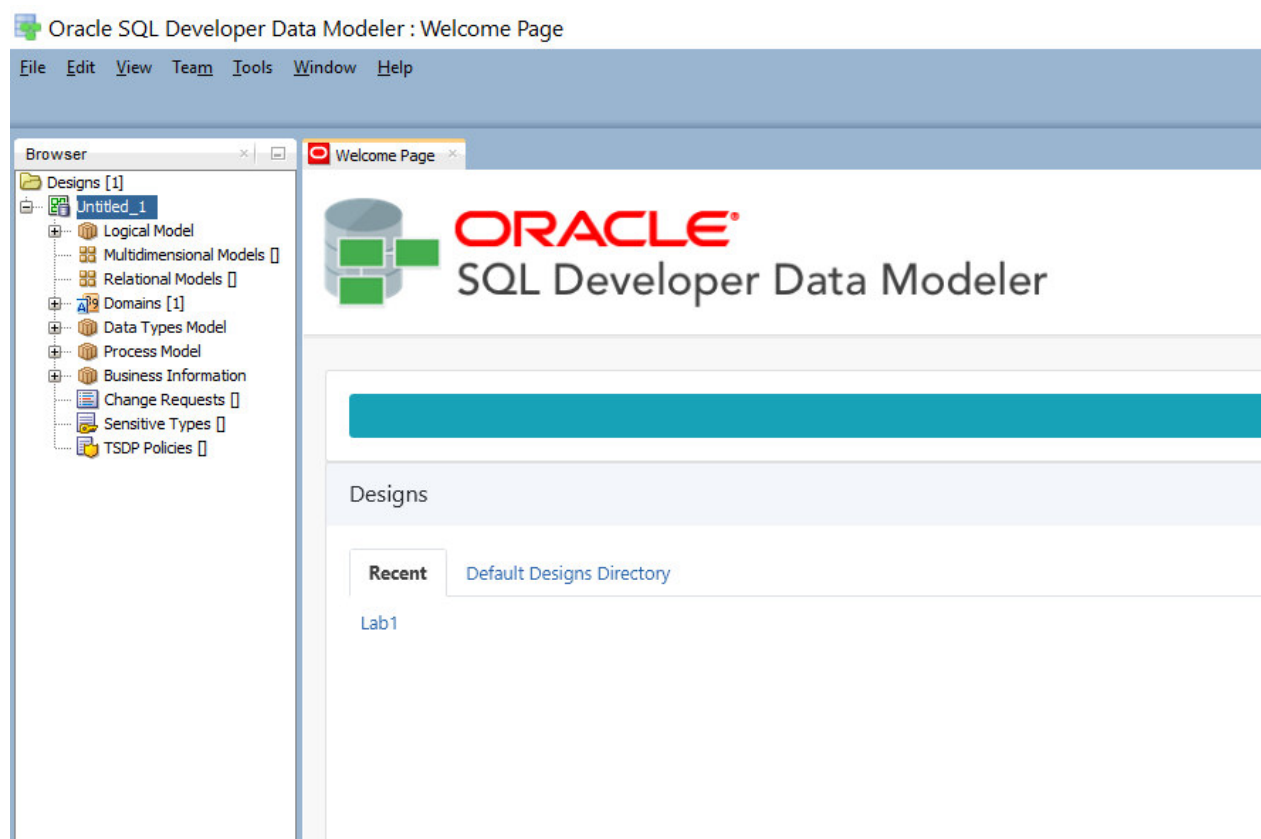 Oracle SQL Developer Data Modeler : Welcome Page
File Edit View Team Tools Window Help
Browser
Welcome Page
Designs [1]
Untitled_1
Logical Model
Multidimensional Models []
Relational Models []
Domains [1]
Data Types Model
Process Model
Business Information
Change Requests []
Sensitive Types []
TSDP Policies []
ORACLE
SQL Developer Data Modeler
Designs
Recent Default Designs Directory
Lab1